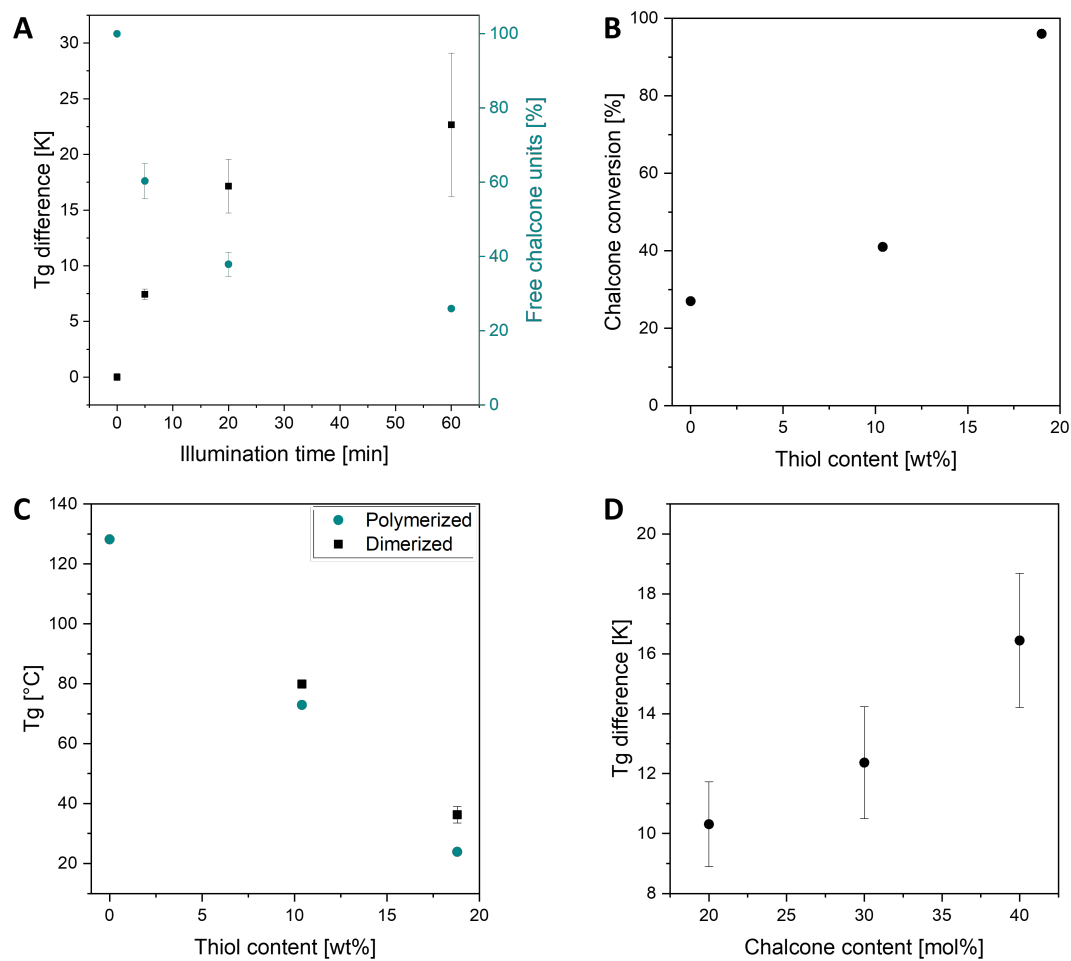 A
Tg difference [K]
30
25
20
15
10
5
0
100
80
60
40
20
0
Free chalcone units [%]
0 10 20 30 40 50 60
Illumination time [min]
B
Chalcone conversion [%]
100
80
60
40
20
0
0 5 10 15 20
Thiol content [wt%]
C
Tg [°C]
140
120
100
80
60
40
20
Polymerized
Dimerized
0 5 10 15 20
Thiol content [wt%]
D
Tg difference [K]
20
18
16
14
12
10
8
20 25 30 35 40
Chalcone content [mol%]